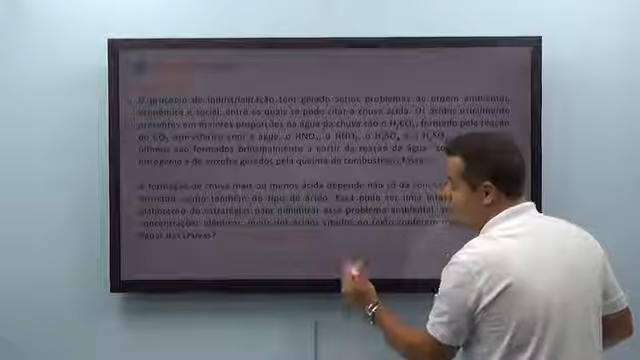 O processo de industrialização tem gerado sérios problemas de ordem ambiental,
econômica e social, entre os quais se pode citar a chuva ácida. Os ácidos usualmente
presentes em maiores proporções na água da chuva são o H₂CO₃, formado pela reação
do CO₂ atmosférico com a água, o HNO₃, o HNO₂, o H₂SO₄ e o H₂SO
últimos são formados principalmente a partir da reação da água com
nitrogênio e de enxofre gerados pela queima de combustíveis fósseis
A formação de chuva mais ou menos ácida depende não só da
formado como também do tipo de ácido. Essa pode ser uma
elaboração de estratégias para minimizar esse problema ambiental.
concentrações idênticas, quais dos ácidos citados no texto conferem
águas das chuvas?